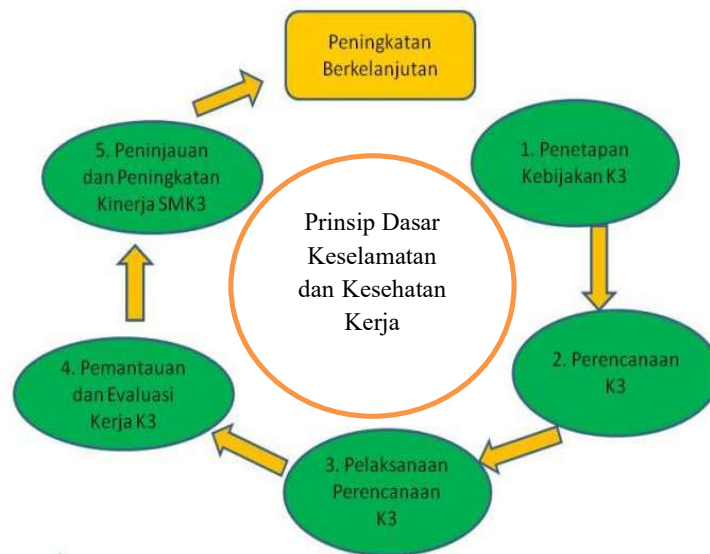 Peningkatan
Berkelanjutan
1. Penetapan
Kebijakan K3
2. Perencanaan
K3
3. Pelaksanaan
Perencanaan
K3
4. Pemantauan
dan Evaluasi
Kerja K3
5. Peninjauan
dan Peningkatan
Kinerja SMK3
Prinsip Dasar
Keselamatan
dan Kesehatan
Kerja